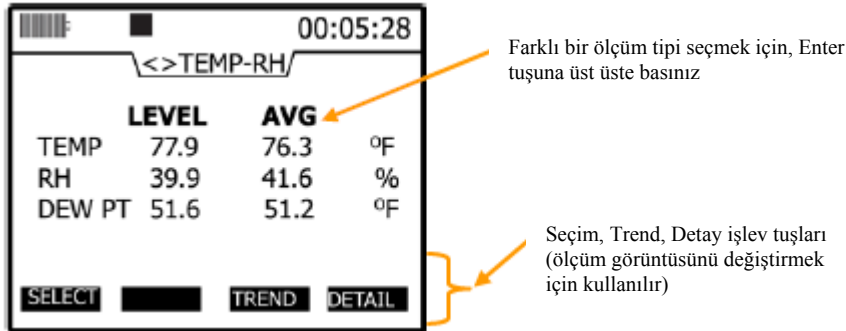 00:05:28
<>TEMP-RH/
LEVEL AVG
TEMP 77.9 76.3 ºF
RH 39.9 41.6 %
DEW PT 51.6 51.2 ºF
SELECT TREND DETAIL
Farklı bir ölçüm tipi seçmek için, Enter
tuşuna üst üste basınız
Seçim, Trend, Detay işlev tuşları
(ölçüm görüntüsünü değiştirmek
için kullanılır)